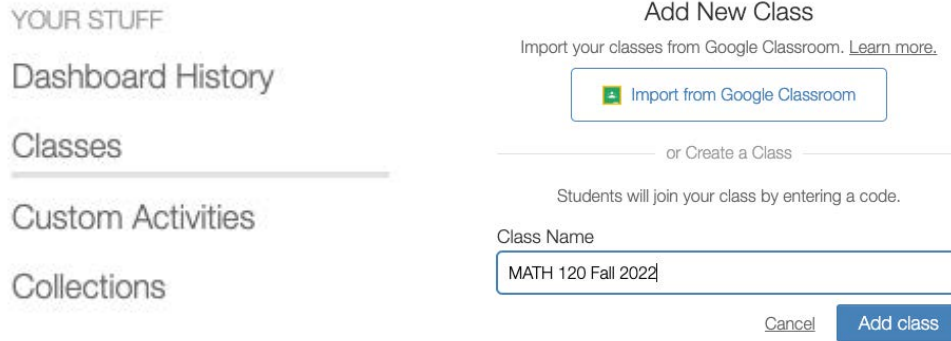 YOUR STUFF
Dashboard History
Classes
Custom Activities
Collections
Add New Class
Import your classes from Google Classroom. Learn more.
Import from Google Classroom
or Create a Class
Students will join your class by entering a code.
Class Name
MATH 120 Fall 2022
Cancel
Add class